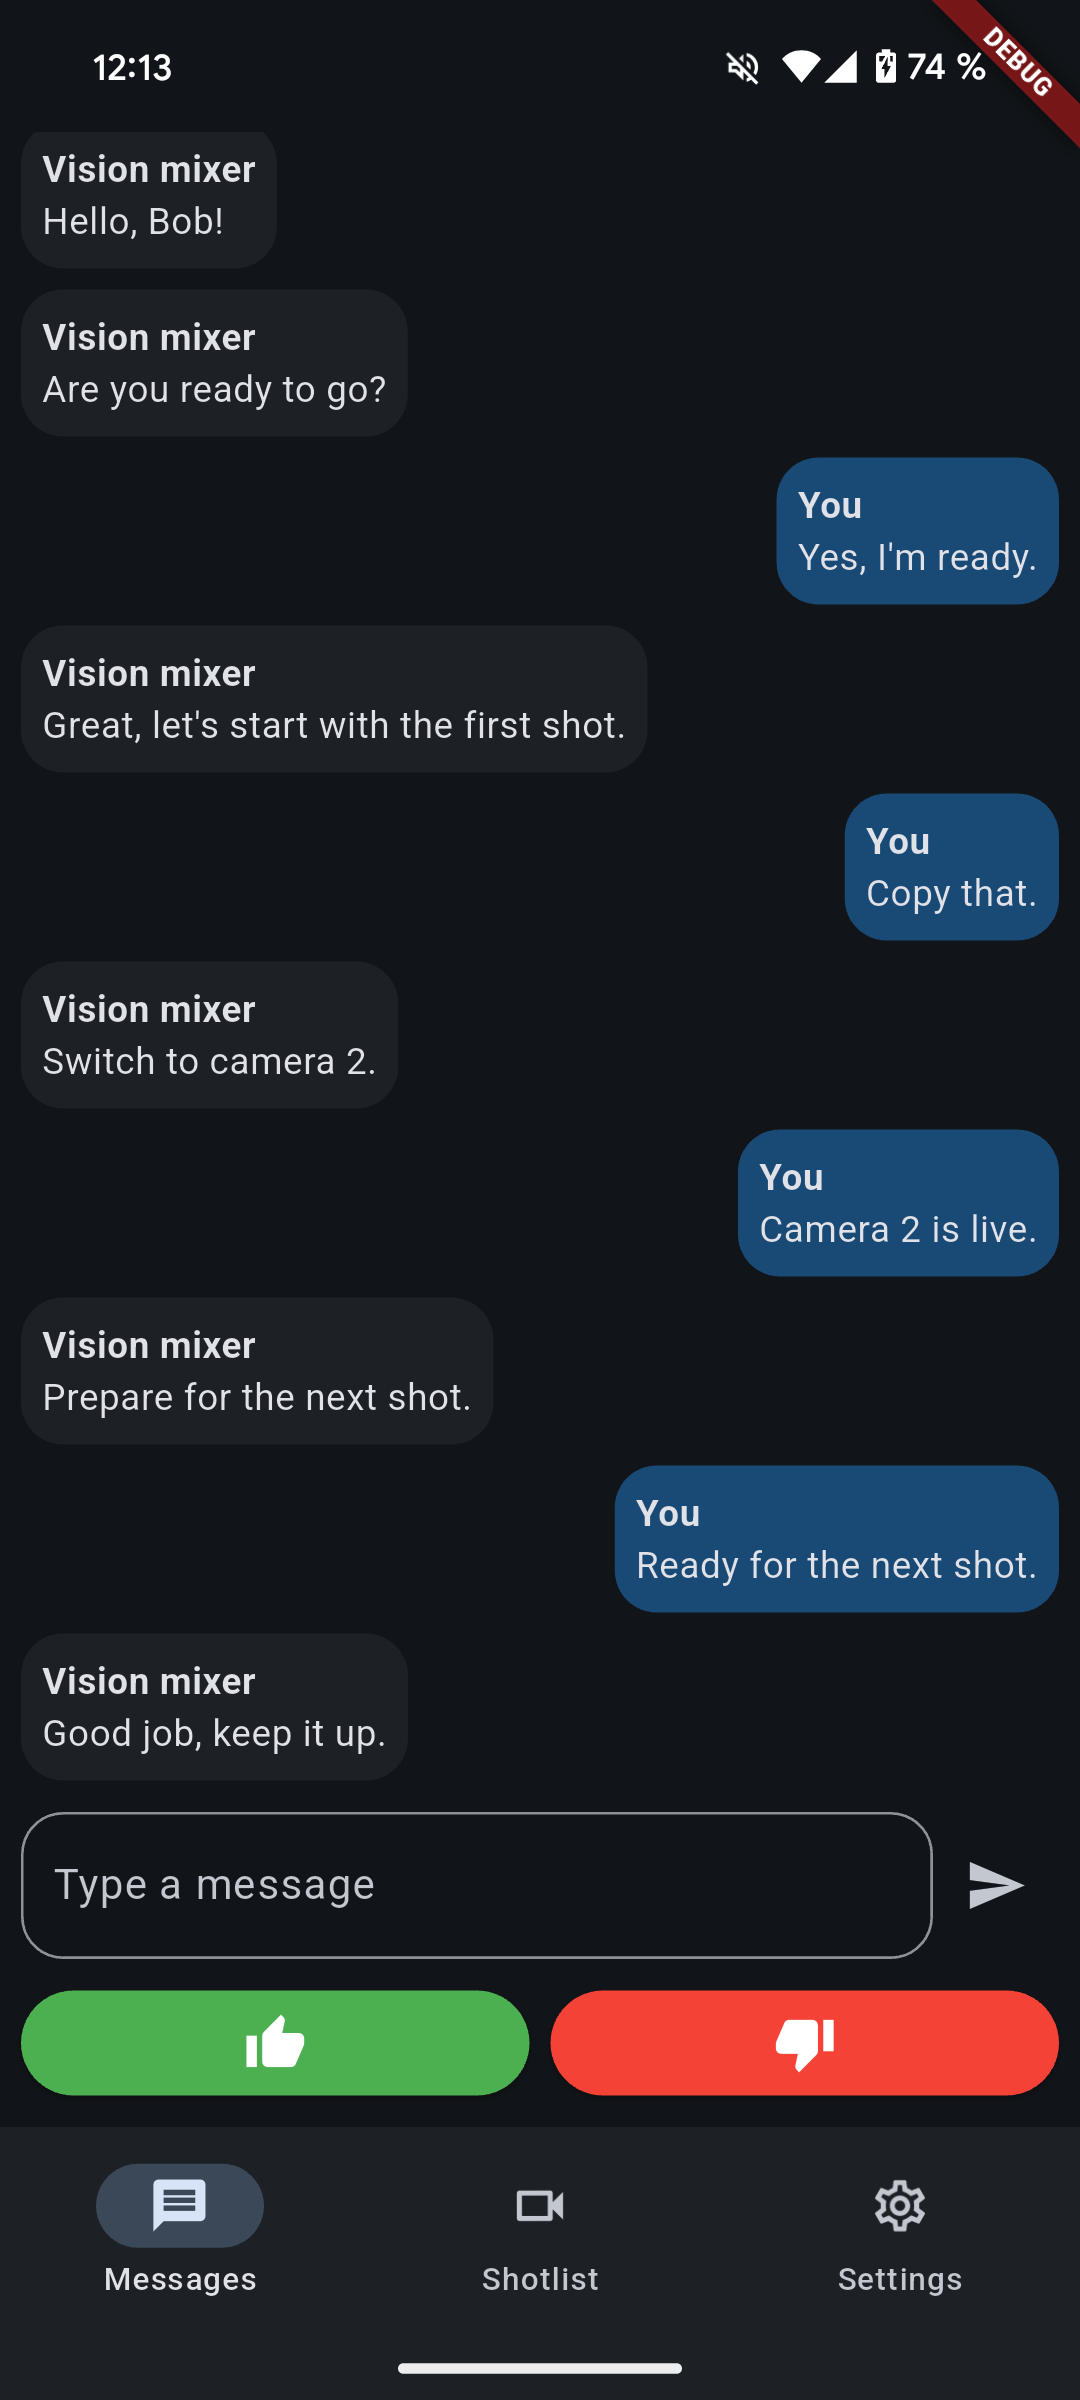 12:13
74 %
DEBUG
Vision mixer
Hello, Bob!
Vision mixer
Are you ready to go?
You
Yes, I'm ready.
Vision mixer
Great, let's start with the first shot.
You
Copy that.
Vision mixer
Switch to camera 2.
You
Camera 2 is live.
Vision mixer
Prepare for the next shot.
You
Ready for the next shot.
Vision mixer
Good job, keep it up.
Type a message
Messages
Shotlist
Settings